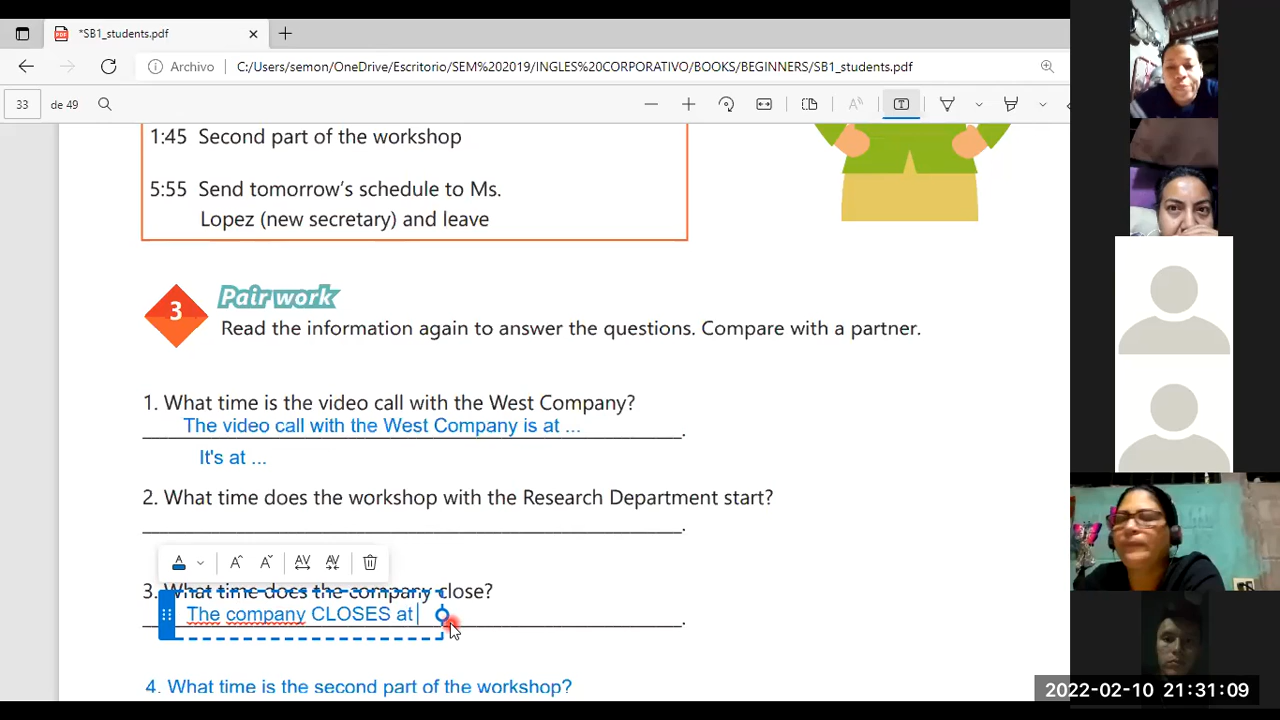 *SB1_students.pdf
Archivo C:/Users/semon/OneDrive/Escritorio/SEM%202019/INGLES%20CORPORATIVO/BOOKS/BEGINNERS/SB1_students.pdf
33 de 49
1:45 Second part of the workshop
5:55 Send tomorrow's schedule to Ms.
Lopez (new secretary) and leave
3 Pair work
Read the information again to answer the questions. Compare with a partner.
1. What time is the video call with the West Company?
The video call with the West Company is at ...
It's at ...
2. What time does the workshop with the Research Department start?
3. What time does the company close?
The company CLOSES at
4. What time is the second part of the workshop?
2022-02-10 21:31:09